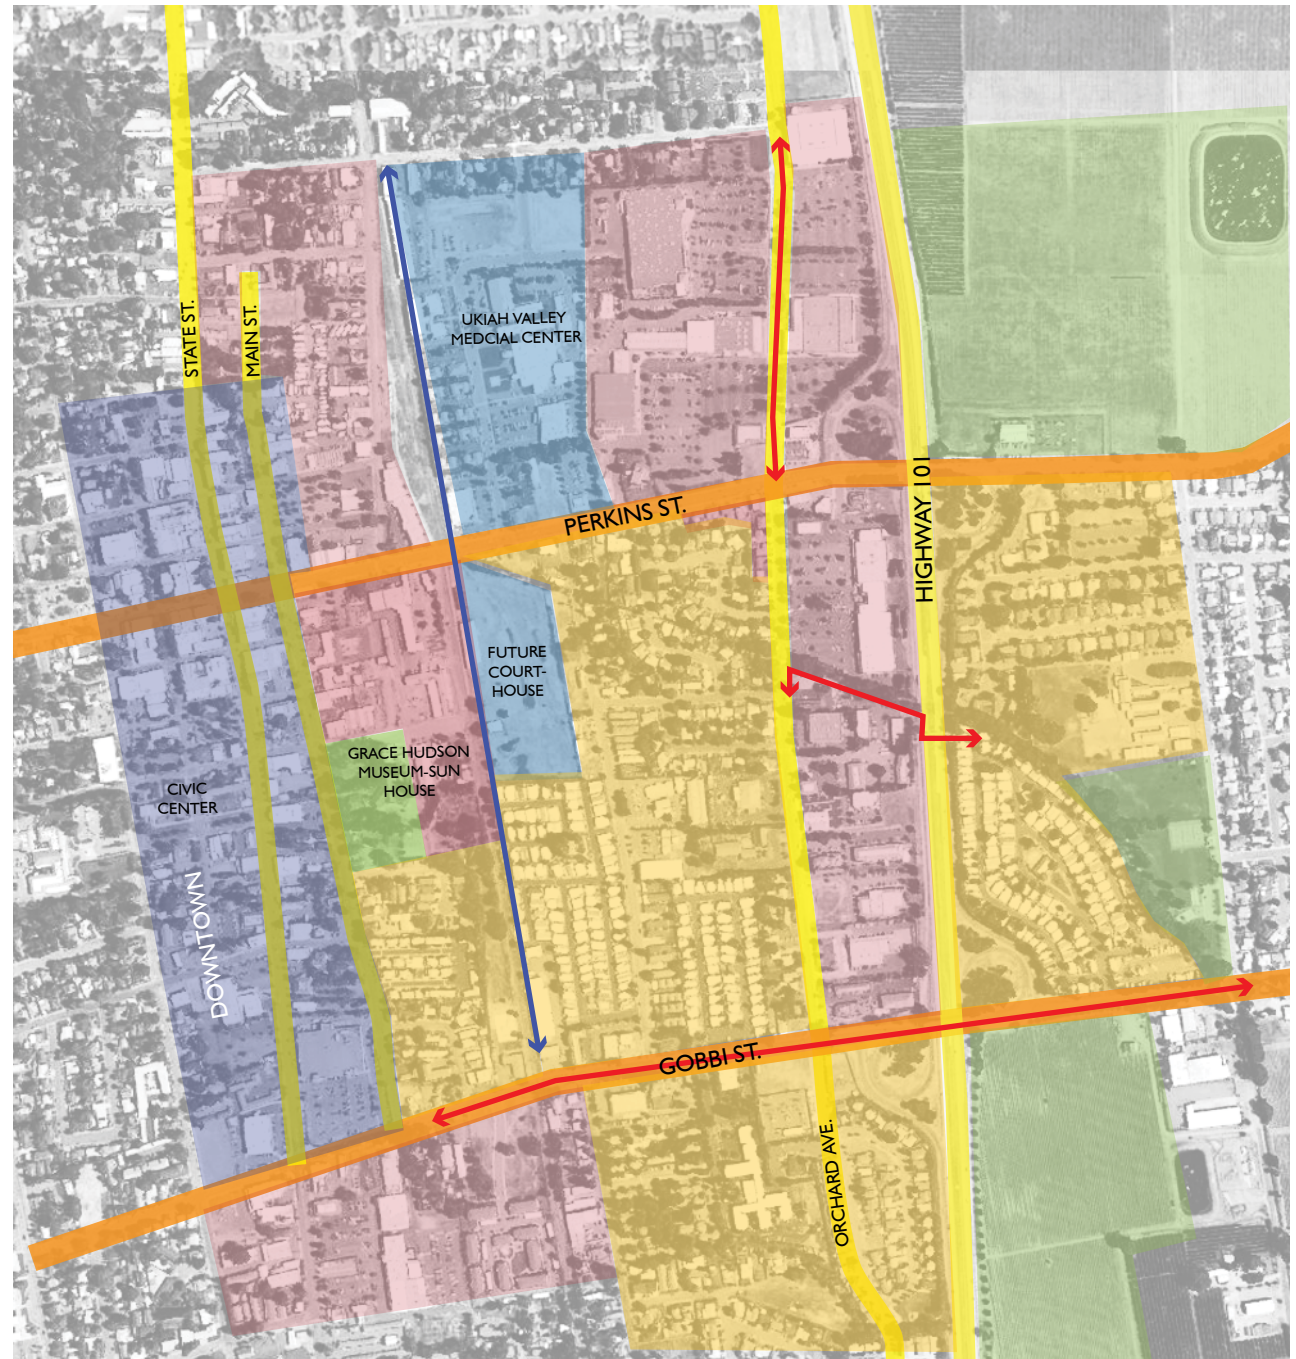 STATE ST.
MAIN ST.
UKIAH VALLEY
MEDCIAL CENTER
PERKINS ST.
HIGHWAY 101
FUTURE
COURT-
HOUSE
GRACE HUDSON
MUSEUM-SUN
HOUSE
CIVIC
CENTER
DOWNTOWN
GOBBI ST.
ORCHARD AVE.